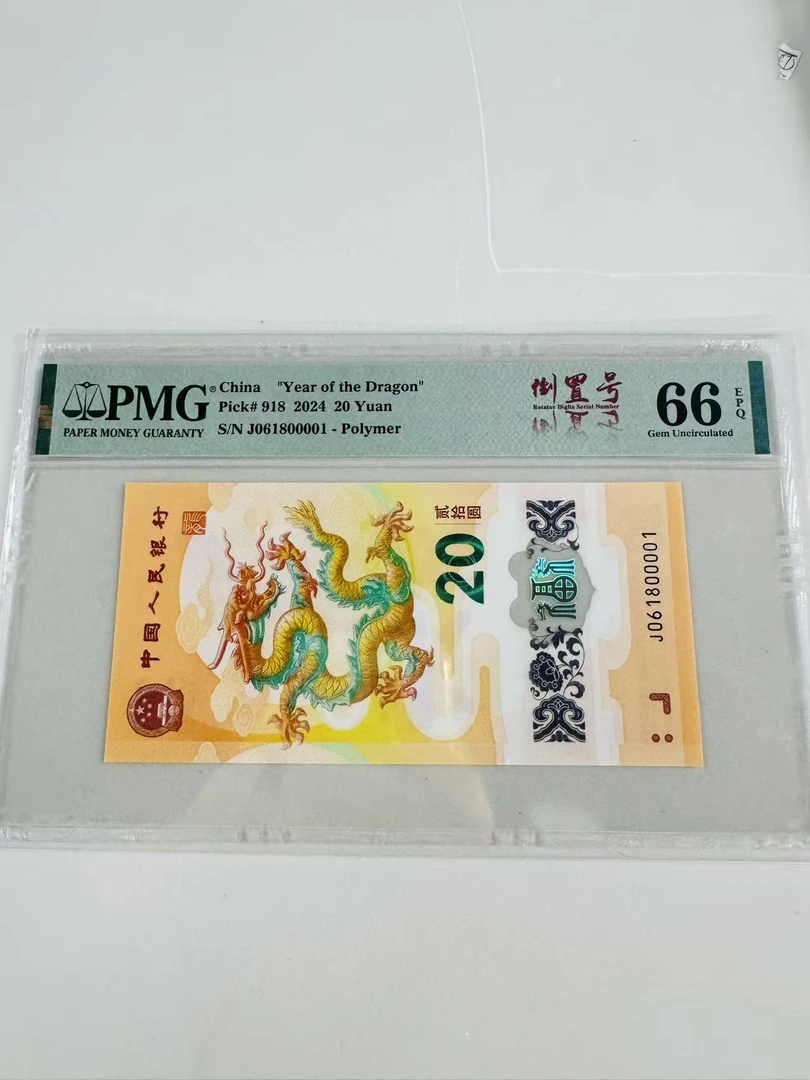 PMG®
PAPER MONEY GUARANTY
China "Year of the Dragon"
Pick# 918 2024 20 Yuan
S/N J061800001 - Polymer
倒置号
Rotator Digits Serial Number
66 EPQ
Gem Uncirculated
中国人民银行
20
贰拾圆
J061800001